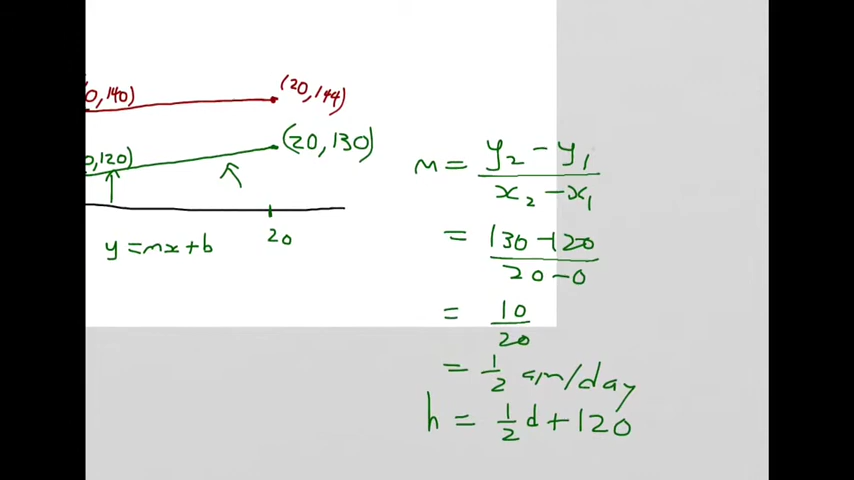 0,140)
(20,144)
0,120)
(20,130)
y = mx + b
20
m = y₂ - y₁ / x₂ - x₁
= 130 - 120 / 20 - 0
= 10 / 20
= 1/2 cm/day
h = 1/2 d + 120